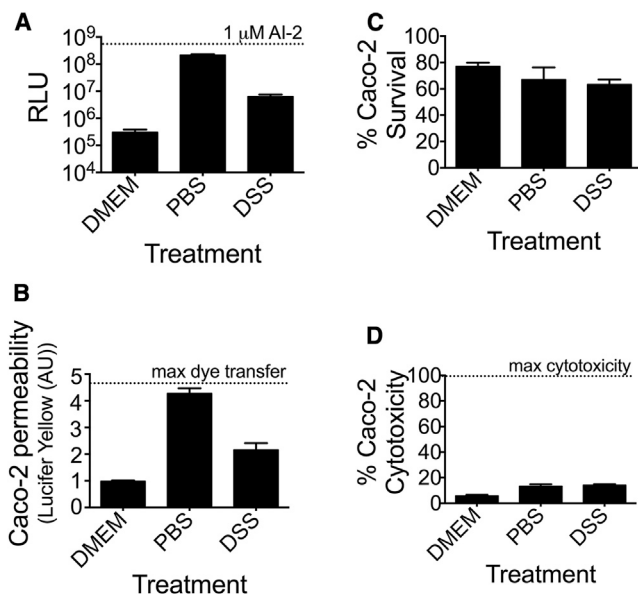 A
1 μM AI-2
RLU
10⁹
10⁸
10⁷
10⁶
10⁵
10⁴
DMEM
PBS
DSS
Treatment
B
max dye transfer
Caco-2 permeability
(Lucifer Yellow (AU))
5
4
3
2
1
0
DMEM
PBS
DSS
Treatment
C
% Caco-2
Survival
100
80
60
40
20
0
DMEM
PBS
DSS
Treatment
D
max cytotoxicity
% Caco-2
Cytotoxicity
100
80
60
40
20
0
DMEM
PBS
DSS
Treatment